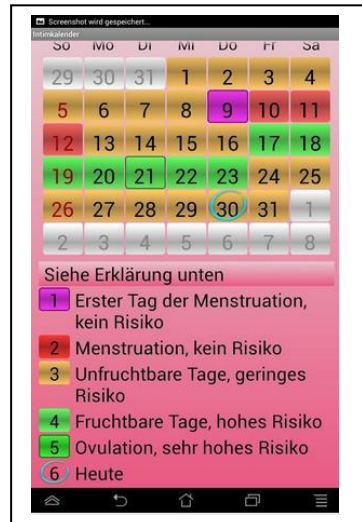 Screenshot wird gespeichert...
Intimkalender
So Mo Di Mi Do Fr Sa
29 30 31 1 2 3 4
5 6 7 8 9 10 11
12 13 14 15 16 17 18
19 20 21 22 23 24 25
26 27 28 29 30 31 1
2 3 4 5 6 7 8
Siehe Erklärung unten
1 Erster Tag der Menstruation,
kein Risiko
2 Menstruation, kein Risiko
3 Unfruchtbare Tage, geringes
Risiko
4 Fruchtbare Tage, hohes Risiko
5 Ovulation, sehr hohes Risiko
6 Heute